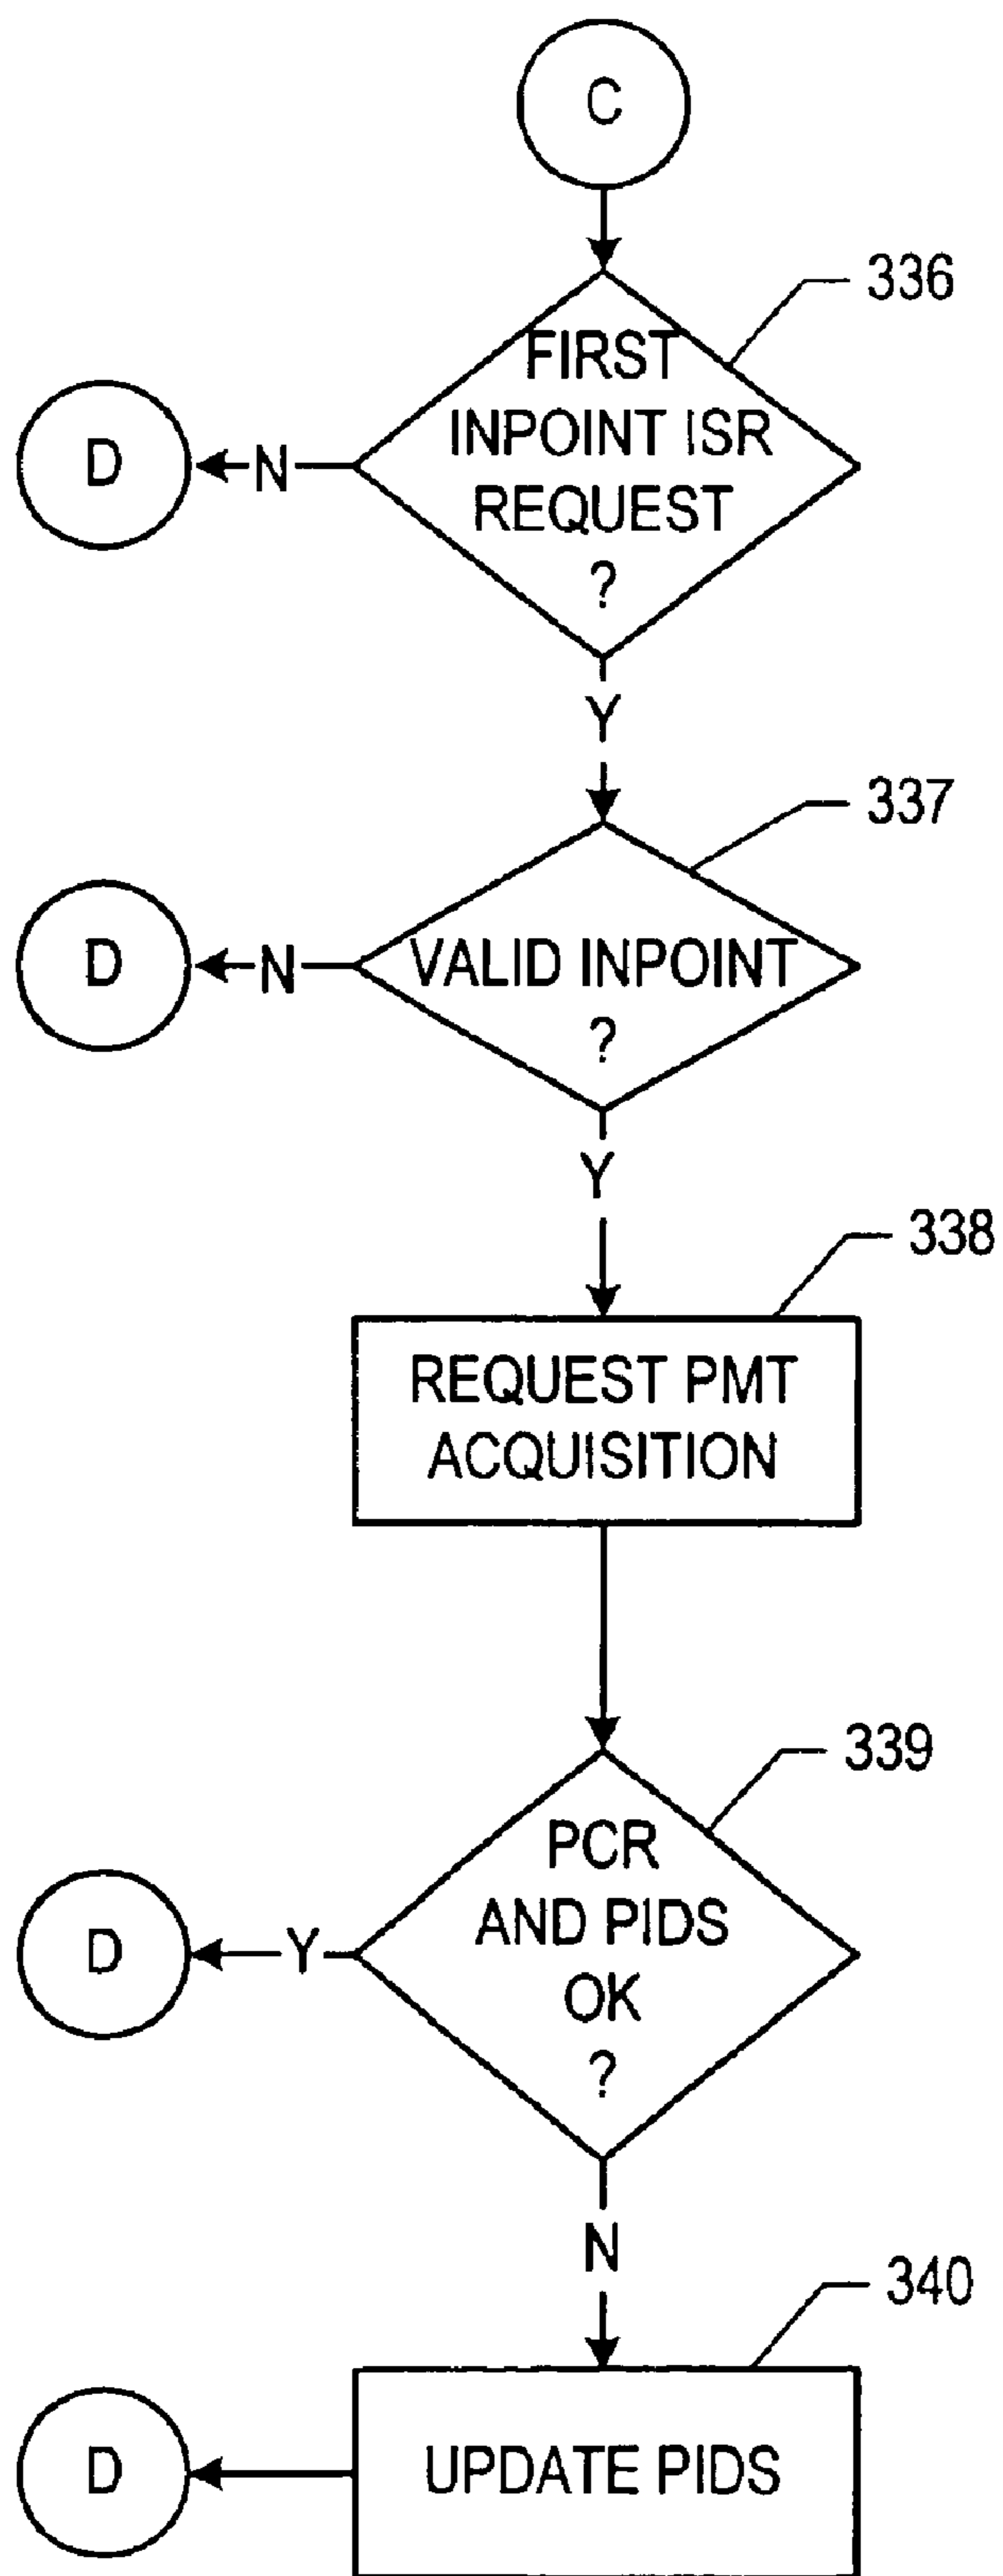 C
336
FIRST
INPOINT ISR
REQUEST
?
D
N
Y
337
VALID INPOINT
?
D
N
Y
338
REQUEST PMT
ACQUISITION
339
PCR
AND PIDS
OK
?
D
Y
N
340
UPDATE PIDS
D